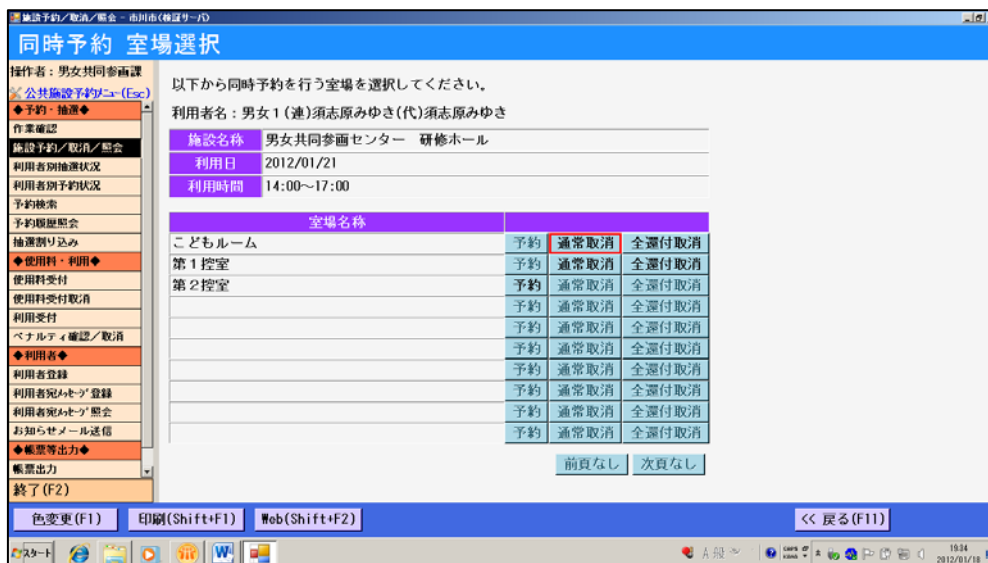 施設予約/取消/照会 - 市川市(検証サーバ)
同時予約 室場選択
操作者:男女共同参画課
公共施設予約メニュー(Esc)
◆予約・抽選◆
作業確認
施設予約/取消/照会
利用者別抽選状況
利用者別予約状況
予約検索
予約履歴照会
抽選割り込み
◆使用料・利用◆
使用料受付
使用料受付取消
利用受付
ペナルティ確認/取消
◆利用者◆
利用者登録
利用者宛メッセージ登録
利用者宛メッセージ照会
お知らせメール送信
◆帳票等出力◆
帳票出力
終了(F2)
以下から同時予約を行う室場を選択してください。
利用者名:男女1(連)須志原みゆき(代)須志原みゆき
施設名称 男女共同参画センター 研修ホール
利用日 2012/01/21
利用時間 14:00~17:00
室場名称
こどもルーム 予約 通常取消 全還付取消
第1控室 予約 通常取消 全還付取消
第2控室 予約 通常取消 全還付取消
予約 通常取消 全還付取消
予約 通常取消 全還付取消
予約 通常取消 全還付取消
予約 通常取消 全還付取消
予約 通常取消 全還付取消
予約 通常取消 全還付取消
予約 通常取消 全還付取消
前頁なし 次頁なし
色変更(F1) 印刷(Shift+F1) Web(Shift+F2) << 戻る(F11)
スタート A 般 CAPS KANA 19:34
2012/01/18